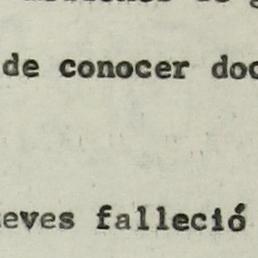 de conocer doc
eves falleció